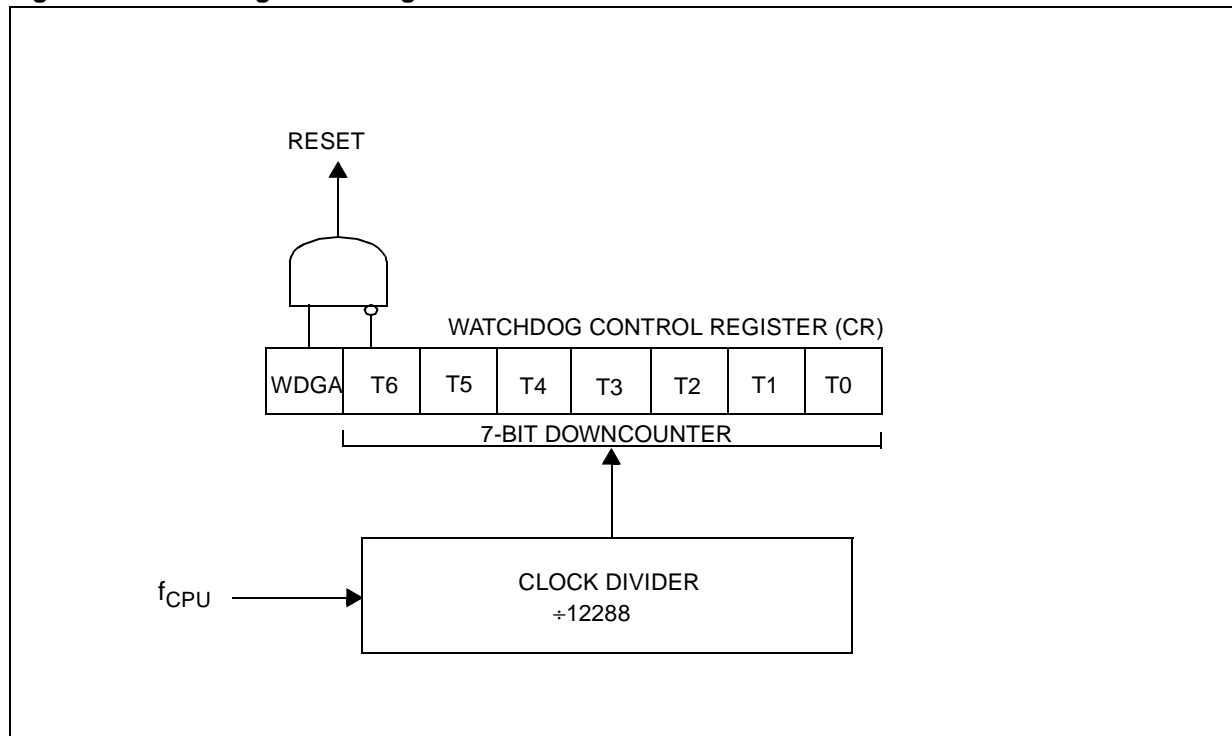 RESET
WATCHDOG CONTROL REGISTER (CR)
WDGA T6 T5 T4 T3 T2 T1 T0
7-BIT DOWNCOUNTER
fCPU
CLOCK DIVIDER
÷12288